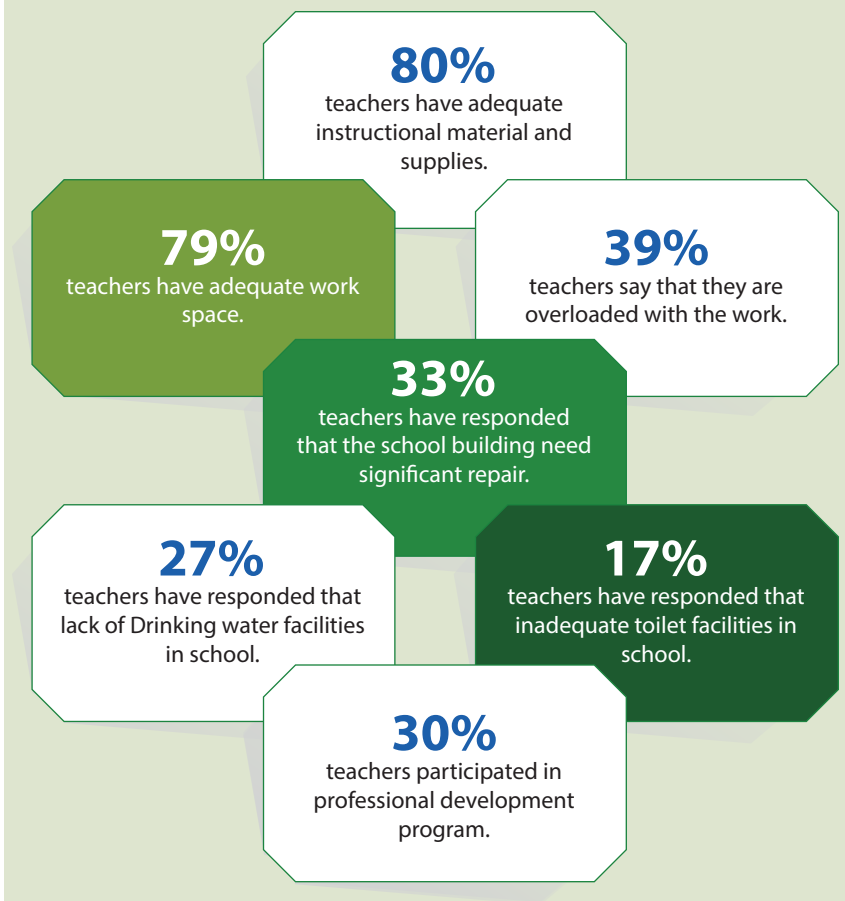 80%
teachers have adequate
instructional material and
supplies.
79%
teachers have adequate work
space.
39%
teachers say that they are
overloaded with the work.
33%
teachers have responded
that the school building need
significant repair.
27%
teachers have responded that
lack of Drinking water facilities
in school.
17%
teachers have responded that
inadequate toilet facilities in
school.
30%
teachers participated in
professional development
program.